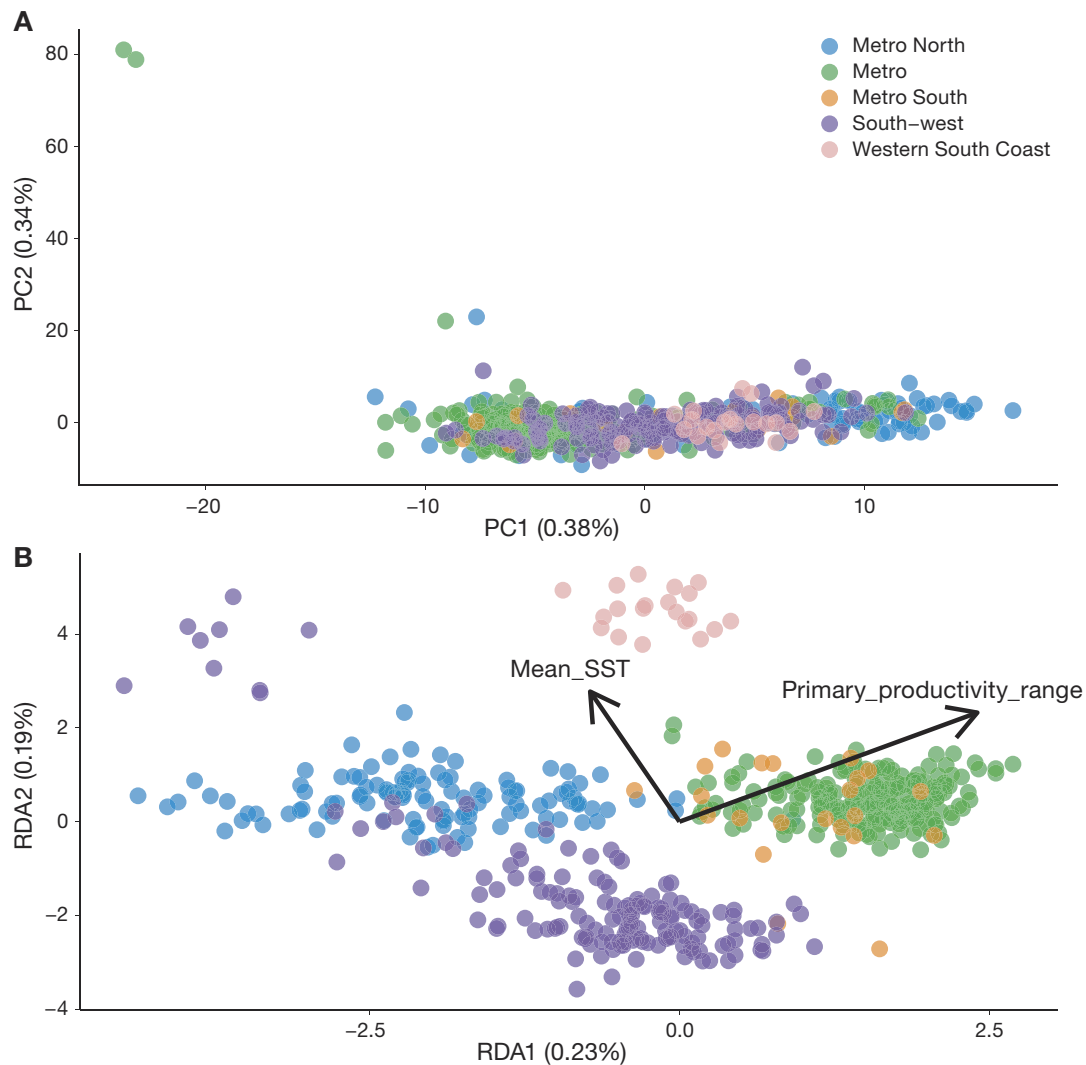 A
80
60
40
20
0
PC2 (0.34%)
Metro North
Metro
Metro South
South−west
Western South Coast
−20
−10
0
10
PC1 (0.38%)
B
4
2
0
−2
−4
RDA2 (0.19%)
Mean_SST
Primary_productivity_range
−2.5
0.0
2.5
RDA1 (0.23%)